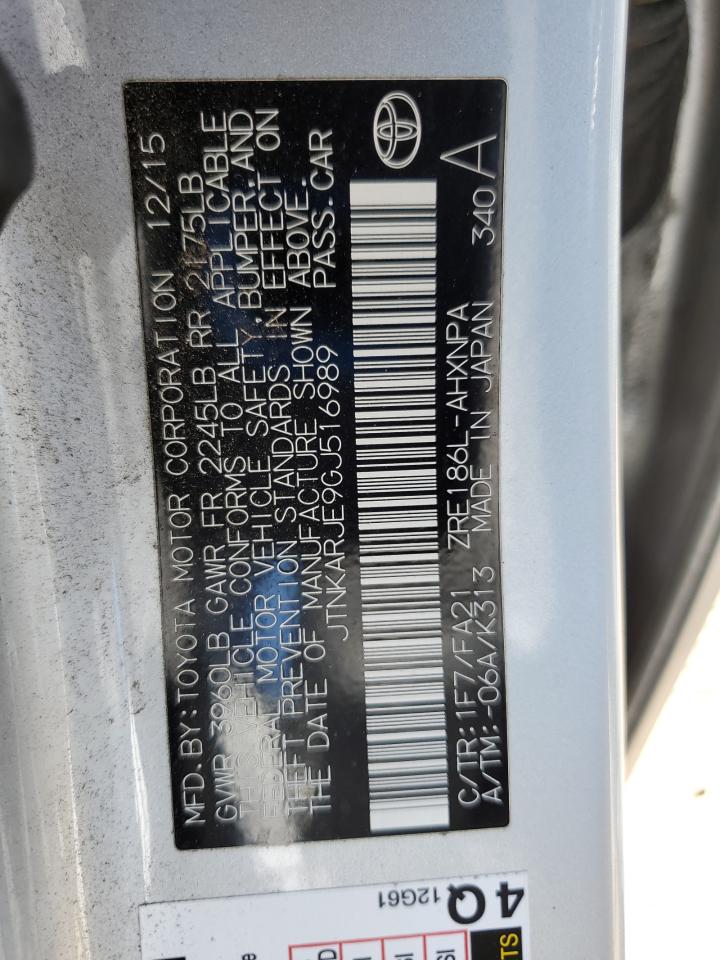 MFD. BY: TOYOTA MOTOR CORPORATION 12/15
GVWR 3960LB GAWR FR 2245LB RR 2175LB
THIS VEHICLE CONFORMS TO ALL APPLICABLE
FEDERAL MOTOR VEHICLE SAFETY, BUMPER, AND
THEFT PREVENTION STANDARDS IN EFFECT ON
THE DATE OF MANUFACTURE SHOWN ABOVE.
JTNKARJE9GJ516989 PASS. CAR
C/TR: 1F7/FA21 ZRE186L-AHXNPA 340 A
A/TM: -06A/K313 MADE IN JAPAN
4Q
12G61